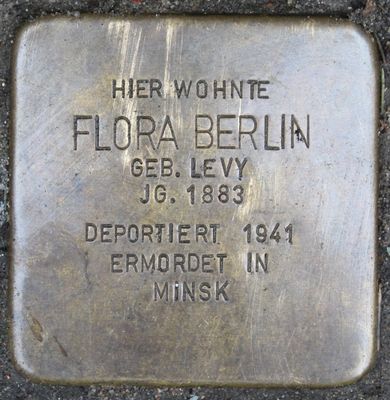 HIER WOHNTE
FLORA BERLIN
GEB. LEVY
JG. 1883
DEPORTIERT 1941
ERMORDET IN
MINSK